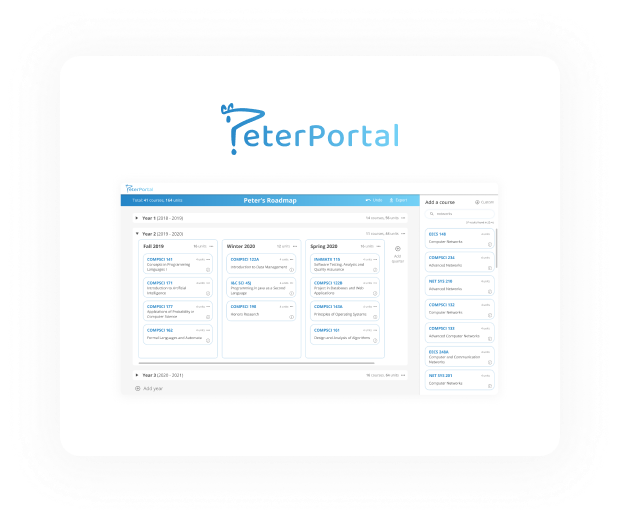 PeterPortal
PeterPortal
Total: 41 courses, 164 units
Peter's Roadmap
Year 1 (2018 - 2019)
Year 2 (2019 - 2020)
Fall 2019
COMPSCI 141
Concepts in Programming
Languages I
COMPSCI 171
Introduction to Artificial
Intelligence
COMPSCI 177
Applications of Probability in
Computer Science
COMPSCI 162
Formal Languages and Automata
Winter 2020
COMPSCI 122A
Introduction to Data Management
I&C SCI 45J
Programming in Java as a Second
Language
COMPSCI 199
Honors Research
Spring 2020
IN4MATX 115
Software Testing, Analysis, and
Quality Assurance
COMPSCI 122B
Project in Databases and Web
Applications
COMPSCI 143A
Principles of Operating Systems
COMPSCI 161
Design and Analysis of Algorithms
Add
quarter
Year 3 (2020 - 2021)
Add year
Add a course
Custom
networks
EECS 148
Computer Networks
COMPSCI 234
Advanced Networks
NET SYS 210
Advanced Networks
COMPSCI 132
Computer Networks
COMPSCI 133
Advanced Computer Networks
EECS 248A
Computer and Communication
Networks
NET SYS 201
Computer Networks